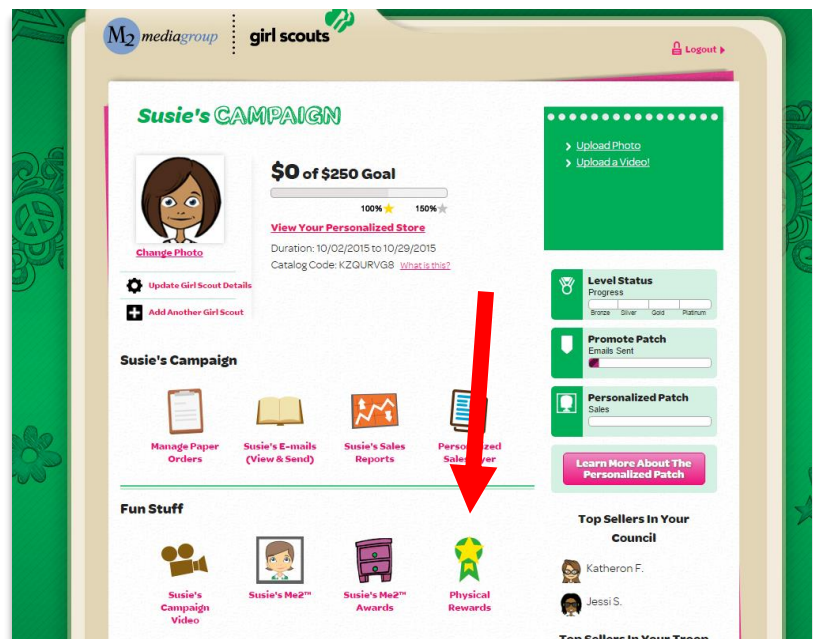 M2 mediagroup
girl scouts
Logout
Susie's CAMPAIGN
Upload Photo
Upload a Video!
$0 of $250 Goal
100% 150%
View Your Personalized Store
Duration: 10/02/2015 to 10/29/2015
Catalog Code: KZQURVG8 What is this?
Change Photo
Update Girl Scout Details
Add Another Girl Scout
Level Status
Progress
Bronze Silver Gold Platinum
Promote Patch
Emails Sent
Personalized Patch
Sales
Learn More About The
Personalized Patch
Susie's Campaign
Manage Paper
Orders
Susie's E-mails
(View & Send)
Susie's Sales
Reports
Fun Stuff
Susie's
Campaign
Video
Susie's Me2™
Susie's Me2™
Awards
Physical
Rewards
Top Sellers In Your
Council
Katheron F.
Jessi S.
Top Sellers In Your Troop